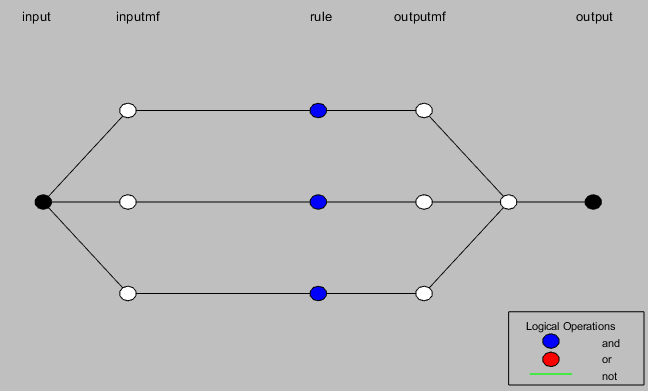 input inputmf rule outputmf output
Logical Operations
and
or
not